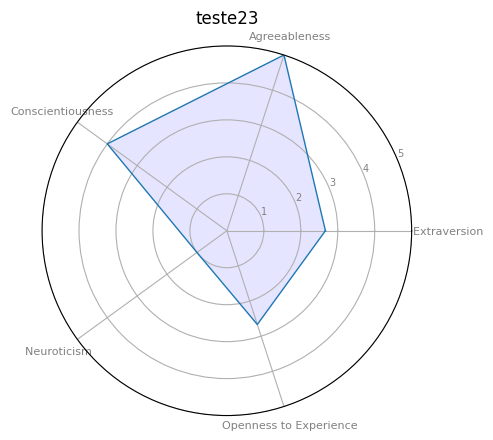 teste23
Agreeableness
Conscientiousness
5
4
3
2
1
Extraversion
Neuroticism
Openness to Experience